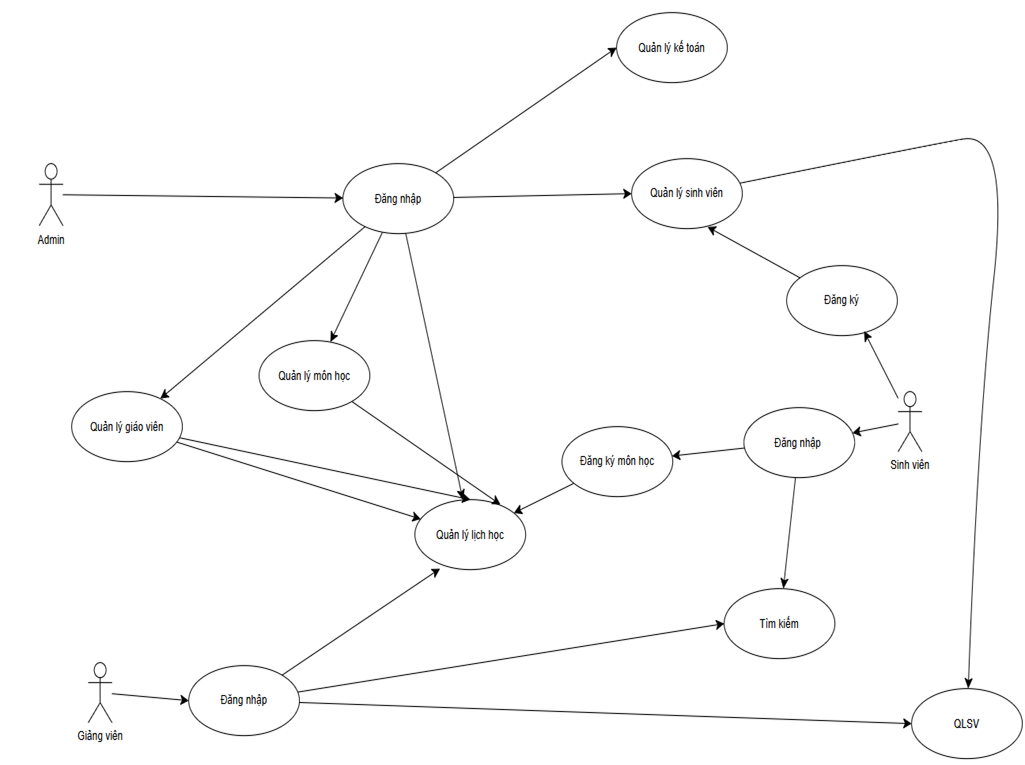 Quản lý kế toán
Đăng nhập
Quản lý sinh viên
Admin
Đăng ký
Quản lý môn học
Quản lý giáo viên
Đăng nhập
Đăng ký môn học
Sinh viên
Quản lý lịch học
Tìm kiếm
Đăng nhập
QLSV
Giảng viên